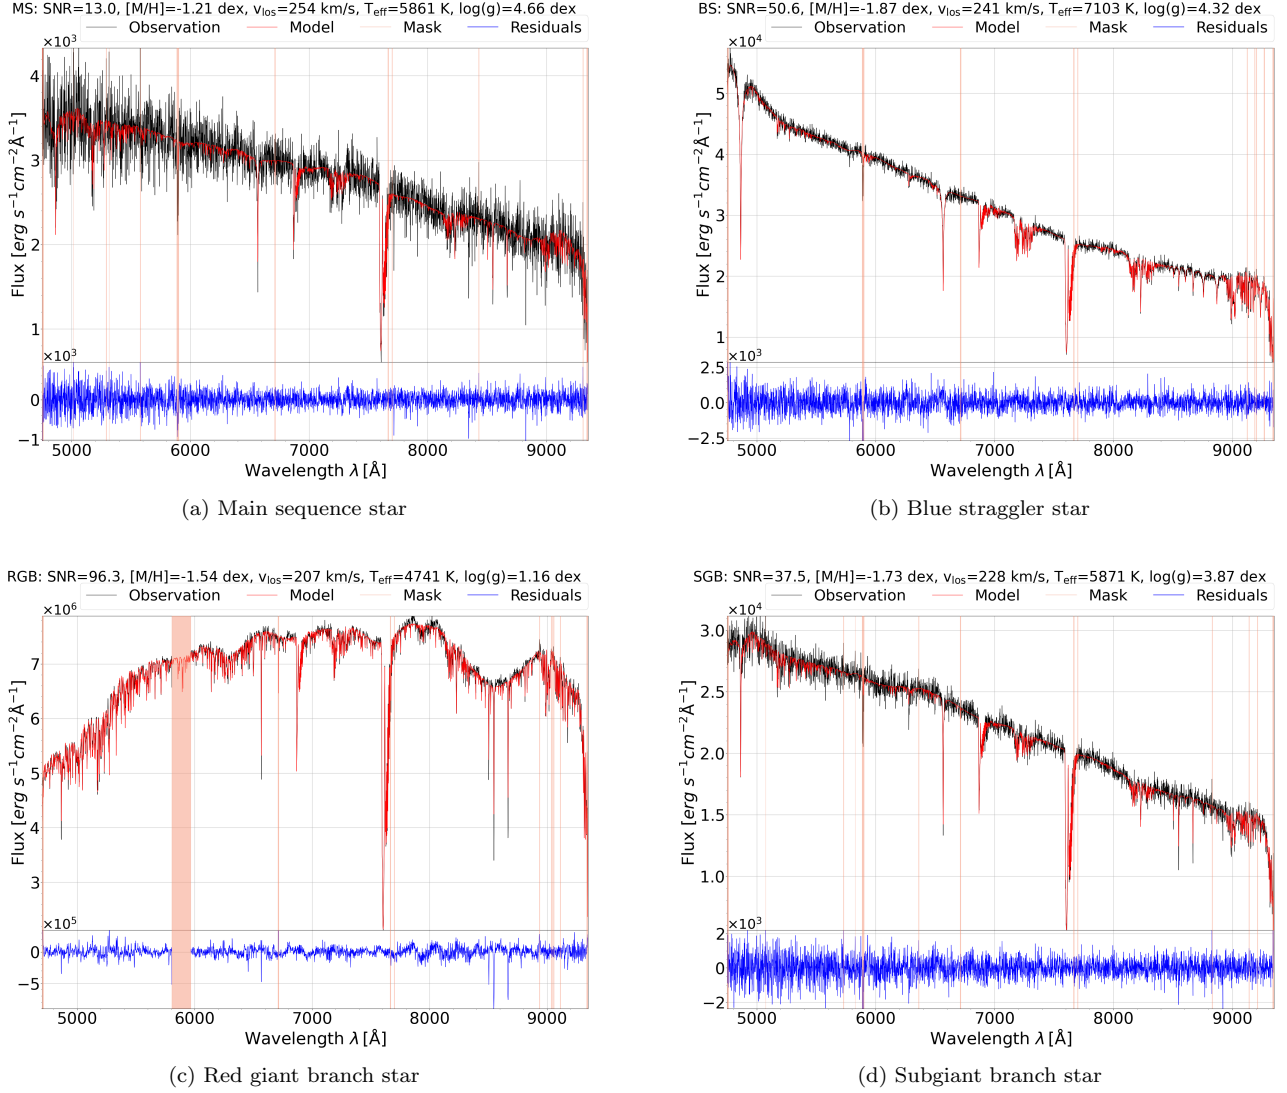 MS: SNR=13.0, [M/H]=-1.21 dex, v_los=254 km/s, T_eff=5861 K, log(g)=4.66 dex
Observation Model Mask Residuals
×10³
4
3
2
1
Flux [erg s⁻¹cm⁻²Å⁻¹]
×10³
0
−1
5000 6000 7000 8000 9000
Wavelength λ [Å]
(a) Main sequence star
BS: SNR=50.6, [M/H]=-1.87 dex, v_los=241 km/s, T_eff=7103 K, log(g)=4.32 dex
Observation Model Mask Residuals
×10⁴
5
4
3
2
1
Flux [erg s⁻¹cm⁻²Å⁻¹]
×10³
2.5
0.0
−2.5
5000 6000 7000 8000 9000
Wavelength λ [Å]
(b) Blue straggler star
RGB: SNR=96.3, [M/H]=-1.54 dex, v_los=207 km/s, T_eff=4741 K, log(g)=1.16 dex
Observation Model Mask Residuals
×10⁶
7
6
5
4
3
Flux [erg s⁻¹cm⁻²Å⁻¹]
×10⁵
0
−5
5000 6000 7000 8000 9000
Wavelength λ [Å]
(c) Red giant branch star
SGB: SNR=37.5, [M/H]=-1.73 dex, v_los=228 km/s, T_eff=5871 K, log(g)=3.87 dex
Observation Model Mask Residuals
×10⁴
3.0
2.5
2.0
1.5
1.0
Flux [erg s⁻¹cm⁻²Å⁻¹]
×10³
2
0
−2
5000 6000 7000 8000 9000
Wavelength λ [Å]
(d) Subgiant branch star